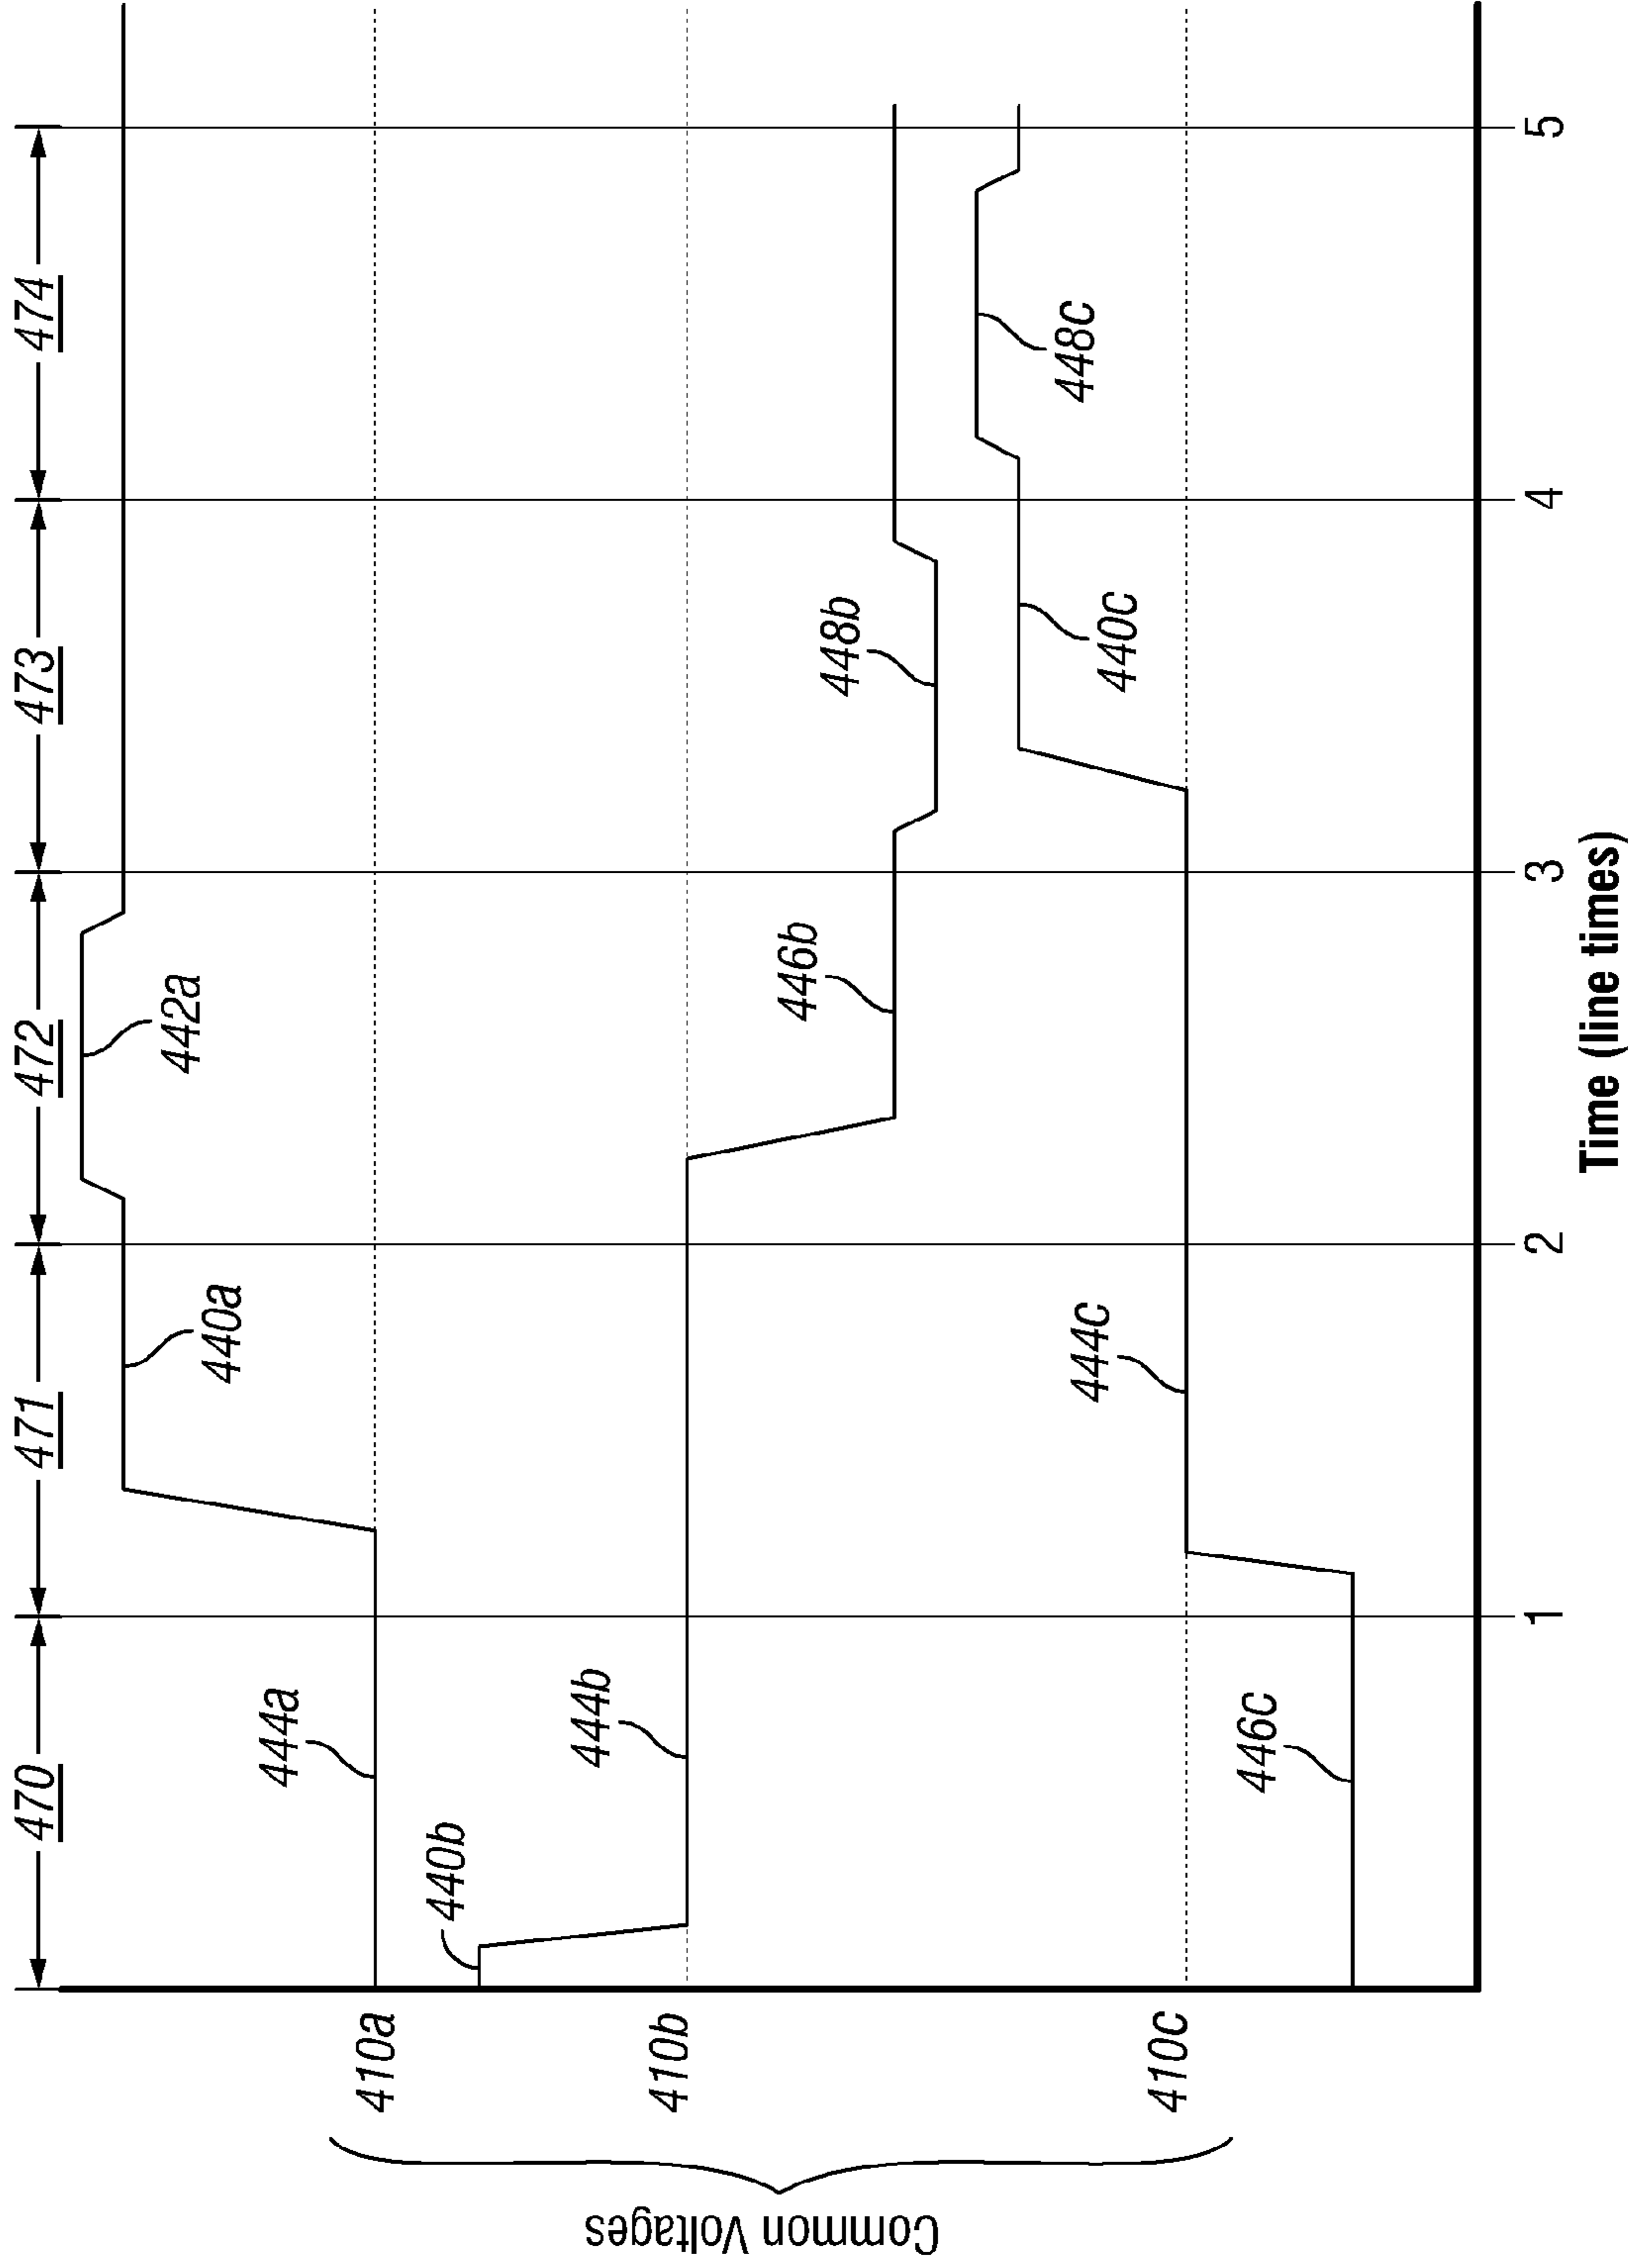 470
471
472
473
474
442a
440a
444a
410a
440b
444b
410b
446b
448b
448c
440c
444c
410c
446c
Common Voltages
1
2
3
4
5
Time (line times)